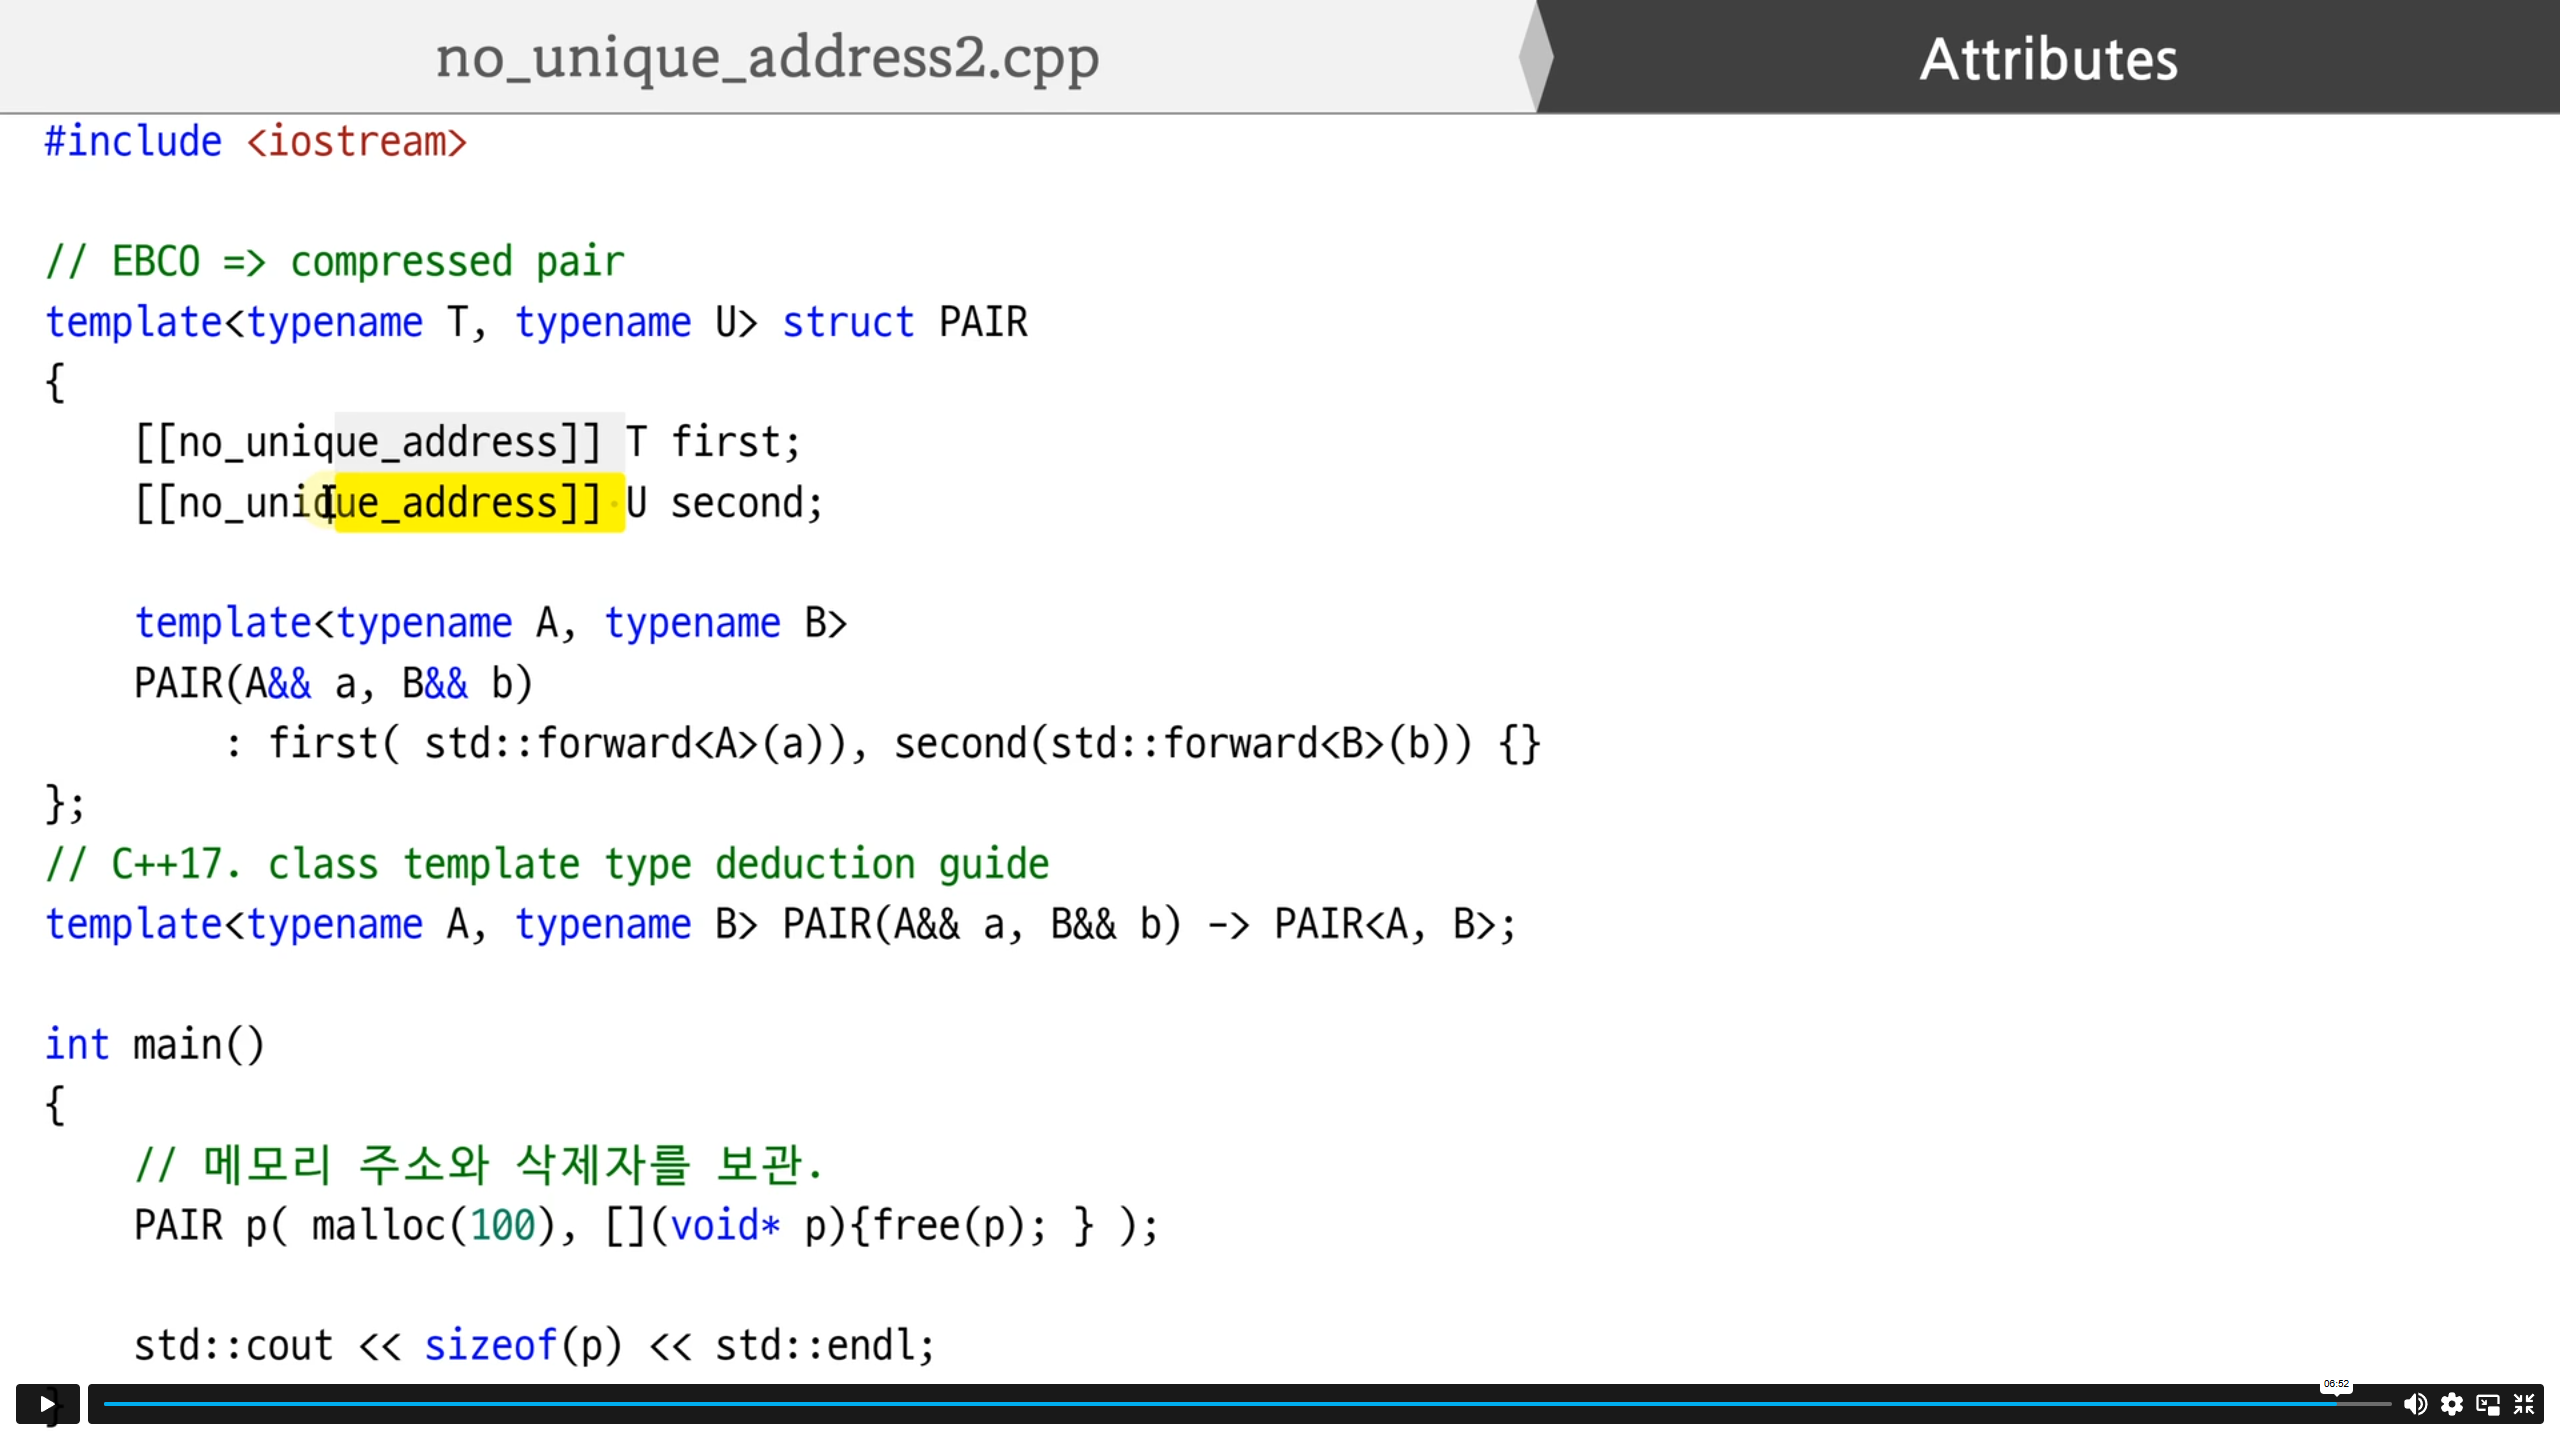 no_unique_address2.cpp
Attributes
#include <iostream>
// EBCO => compressed pair
template<typename T, typename U> struct PAIR
{
[[no_unique_address]] T first;
[[no_unique_address]] U second;
template<typename A, typename B>
PAIR(A&& a, B&& b)
: first( std::forward<A>(a)), second(std::forward<B>(b)) {}
};
// C++17. class template type deduction guide
template<typename A, typename B> PAIR(A&& a, B&& b) -> PAIR<A, B>;
int main()
{
// 메모리 주소와 삭제자를 보관.
PAIR p( malloc(100), [](void* p){free(p); } );
std::cout << sizeof(p) << std::endl;
}
06:52